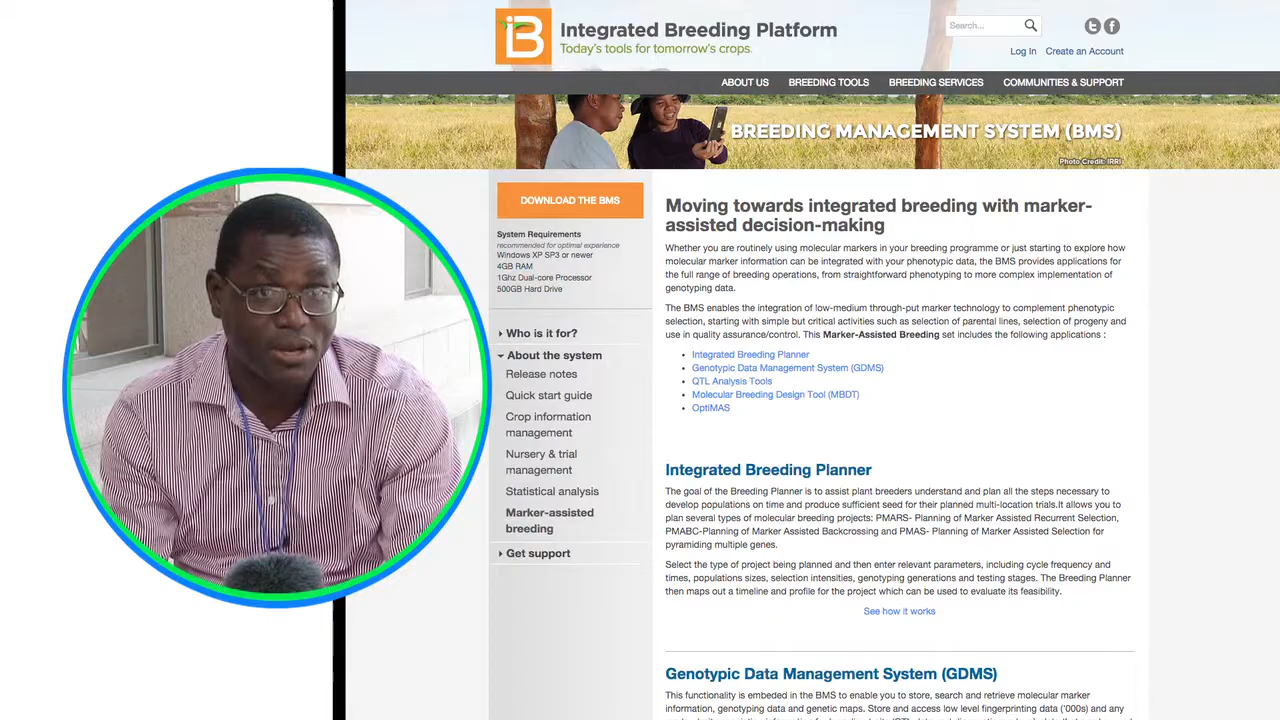 iB
Integrated Breeding Platform
Today's tools for tomorrow's crops.
Search...
Log In Create an Account
ABOUT US BREEDING TOOLS BREEDING SERVICES COMMUNITIES & SUPPORT
BREEDING MANAGEMENT SYSTEM (BMS)
Photo Credit: IRRI
DOWNLOAD THE BMS
System Requirements
recommended for optimal experience
Windows XP SP3 or newer
4GB RAM
1Ghz Dual-core Processor
500GB Hard Drive
Who is it for?
About the system
Release notes
Quick start guide
Crop information
management
Nursery & trial
management
Statistical analysis
Marker-assisted
breeding
Get support
Moving towards integrated breeding with marker-
assisted decision-making
Whether you are routinely using molecular markers in your breeding programme or just starting to explore how
molecular marker information can be integrated with your phenotypic data, the BMS provides applications for
the full range of breeding operations, from straightforward phenotyping to more complex implementation of
genotyping data.
The BMS enables the integration of low-medium through-put marker technology to complement phenotypic
selection, starting with simple but critical activities such as selection of parental lines, selection of progeny and
use in quality assurance/control. This Marker-Assisted Breeding set includes the following applications :
Integrated Breeding Planner
Genotypic Data Management System (GDMS)
QTL Analysis Tools
Molecular Breeding Design Tool (MBDT)
OptiMAS
Integrated Breeding Planner
The goal of the Breeding Planner is to assist plant breeders understand and plan all the steps necessary to
develop populations on time and produce sufficient seed for their planned multi-location trials.It allows you to
plan several types of molecular breeding projects: PMARS- Planning of Marker Assisted Recurrent Selection,
PMABC-Planning of Marker Assisted Backcrossing and PMAS- Planning of Marker Assisted Selection for
pyramiding multiple genes.
Select the type of project being planned and then enter relevant parameters, including cycle frequency and
times, populations sizes, selection intensities, genotyping generations and testing stages. The Breeding Planner
then maps out a timeline and profile for the project which can be used to evaluate its feasibility.
See how it works
Genotypic Data Management System (GDMS)
This functionality is embeded in the BMS to enable you to store, search and retrieve molecular marker
information, genotyping data and genetic maps. Store and access low level fingerprinting data ('000s) and any